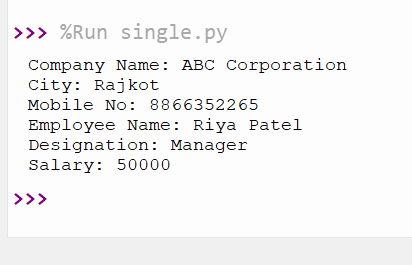 >>> %Run single.py
Company Name: ABC Corporation
City: Rajkot
Mobile No: 8866352265
Employee Name: Riya Patel
Designation: Manager
Salary: 50000
>>>